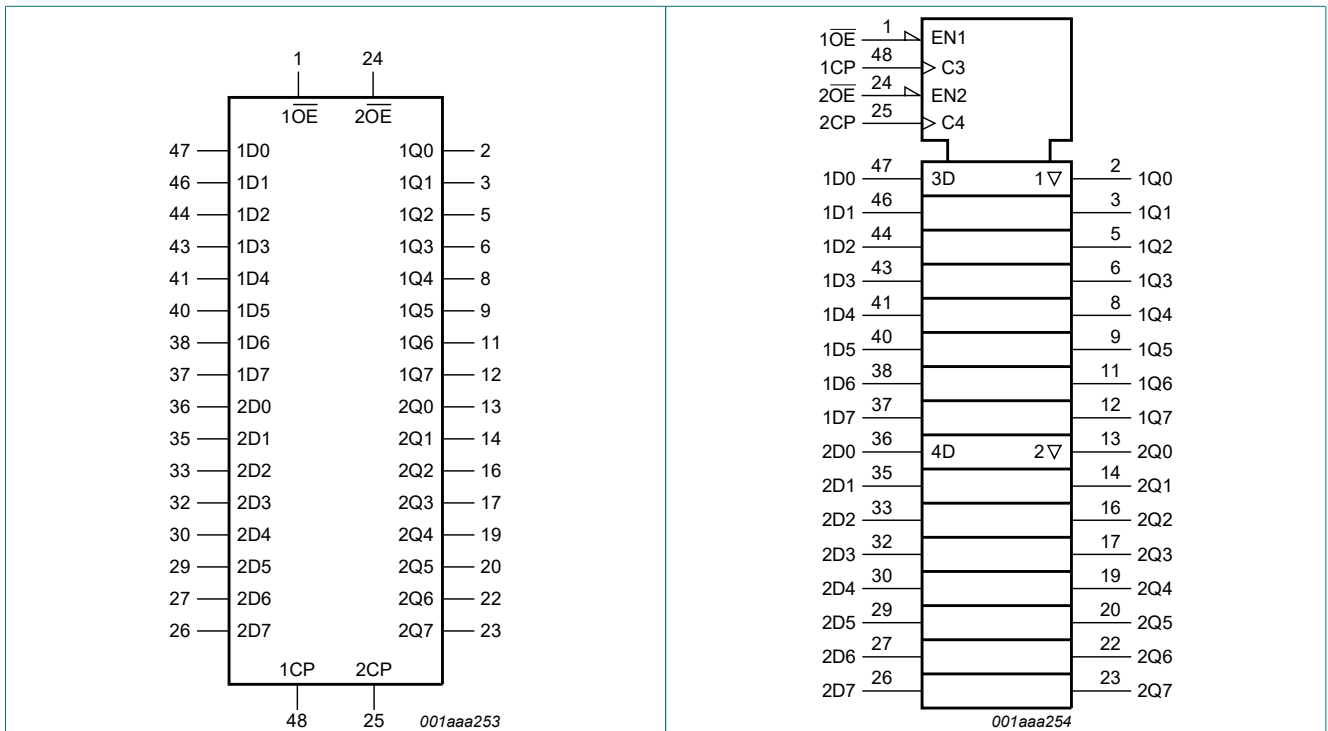 1 24
1O̅E̅ 2O̅E̅
47 1D0 1Q0 2
46 1D1 1Q1 3
44 1D2 1Q2 5
43 1D3 1Q3 6
41 1D4 1Q4 8
40 1D5 1Q5 9
38 1D6 1Q6 11
37 1D7 1Q7 12
36 2D0 2Q0 13
35 2D1 2Q1 14
33 2D2 2Q2 16
32 2D3 2Q3 17
30 2D4 2Q4 19
29 2D5 2Q5 20
27 2D6 2Q6 22
26 2D7 2Q7 23
1CP 2CP
48 25 001aaa253
1O̅E̅ 1 EN1
1CP 48 C3
2O̅E̅ 24 EN2
2CP 25 C4
1D0 47 3D 1▽ 2 1Q0
1D1 46 3 1Q1
1D2 44 5 1Q2
1D3 43 6 1Q3
1D4 41 8 1Q4
1D5 40 9 1Q5
1D6 38 11 1Q6
1D7 37 12 1Q7
2D0 36 4D 2▽ 13 2Q0
2D1 35 14 2Q1
2D2 33 16 2Q2
2D3 32 17 2Q3
2D4 30 19 2Q4
2D5 29 20 2Q5
2D6 27 22 2Q6
2D7 26 23 2Q7
001aaa254